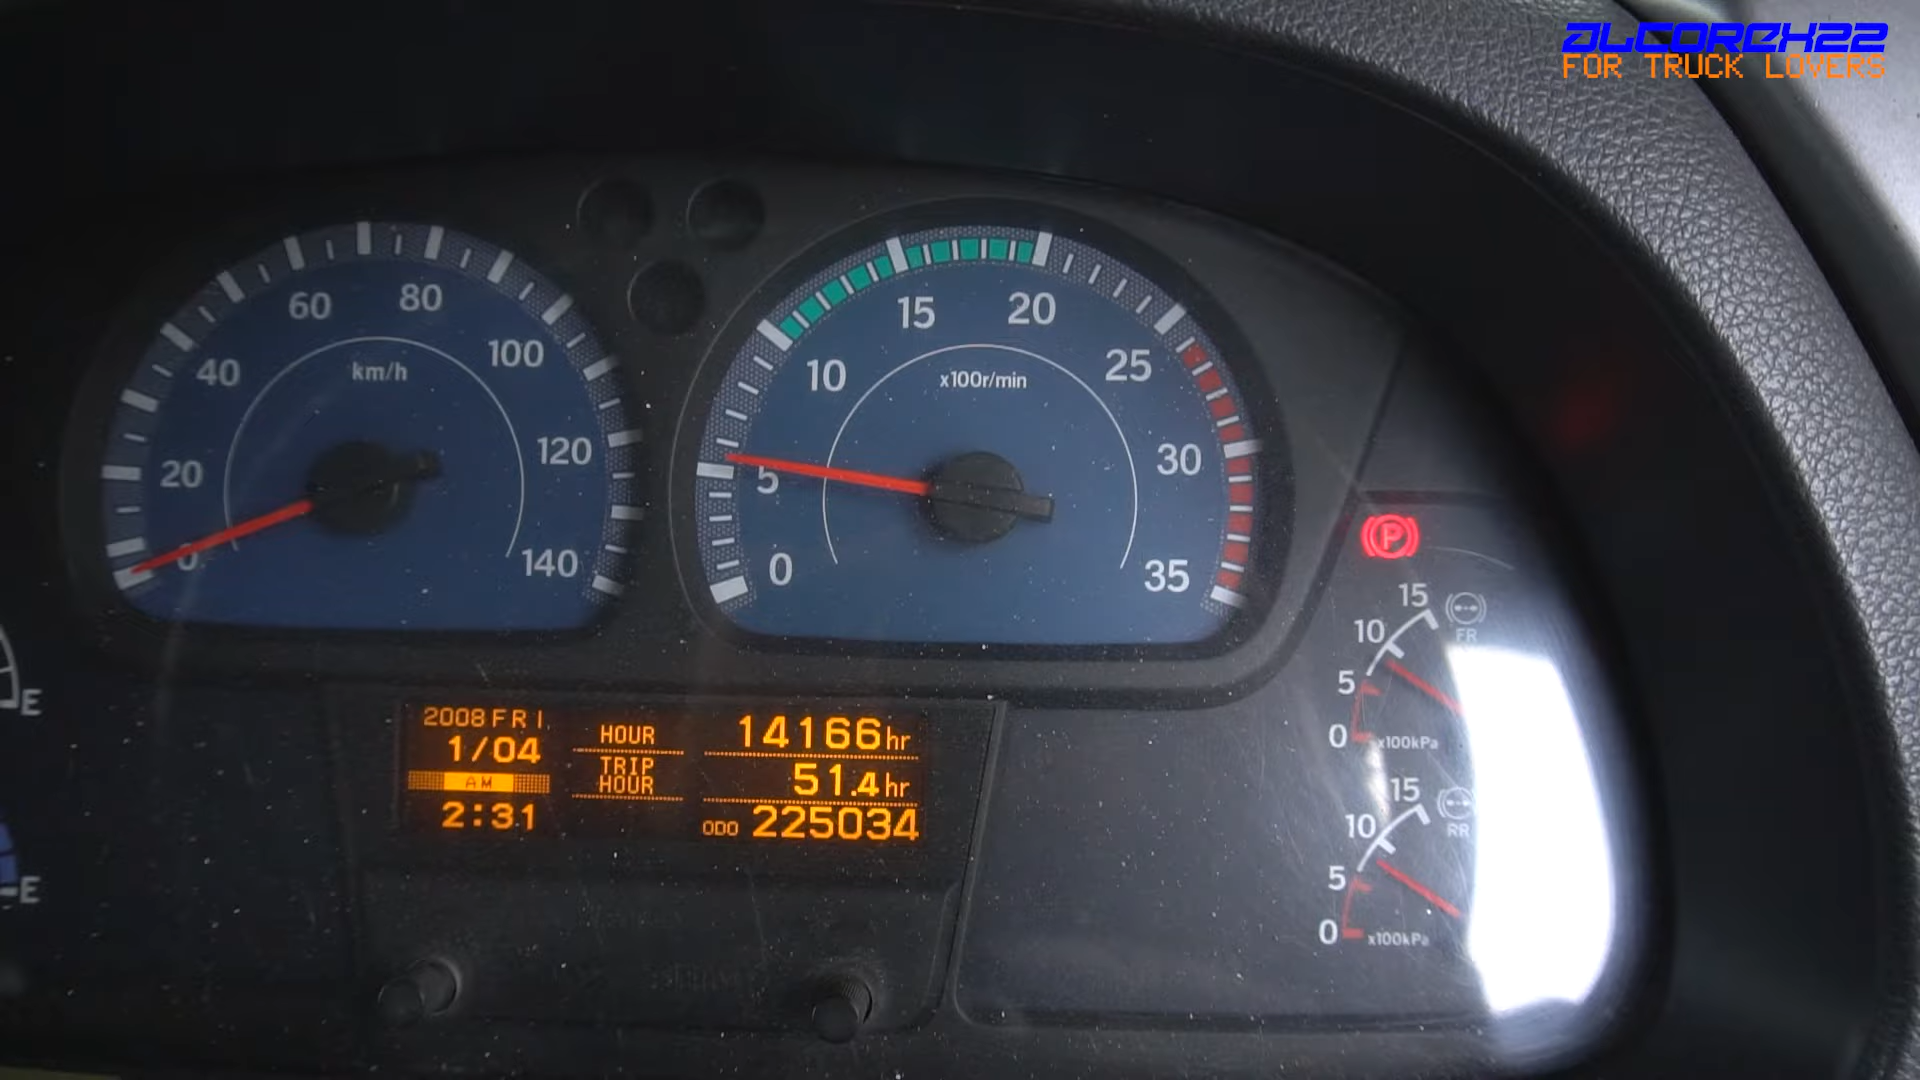 ALCOREX22
FOR TRUCK LOVERS
60
80
40
100
km/h
20
120
0
140
15
20
10
25
x100r/min
5
30
0
35
P
15
10
FR
5
0
x100kPa
15
10
RR
5
0
x100kPa
E
E
2008 FRI
1/04
AM
2:31
HOUR 14166hr
TRIP HOUR 51.4hr
ODO 225034